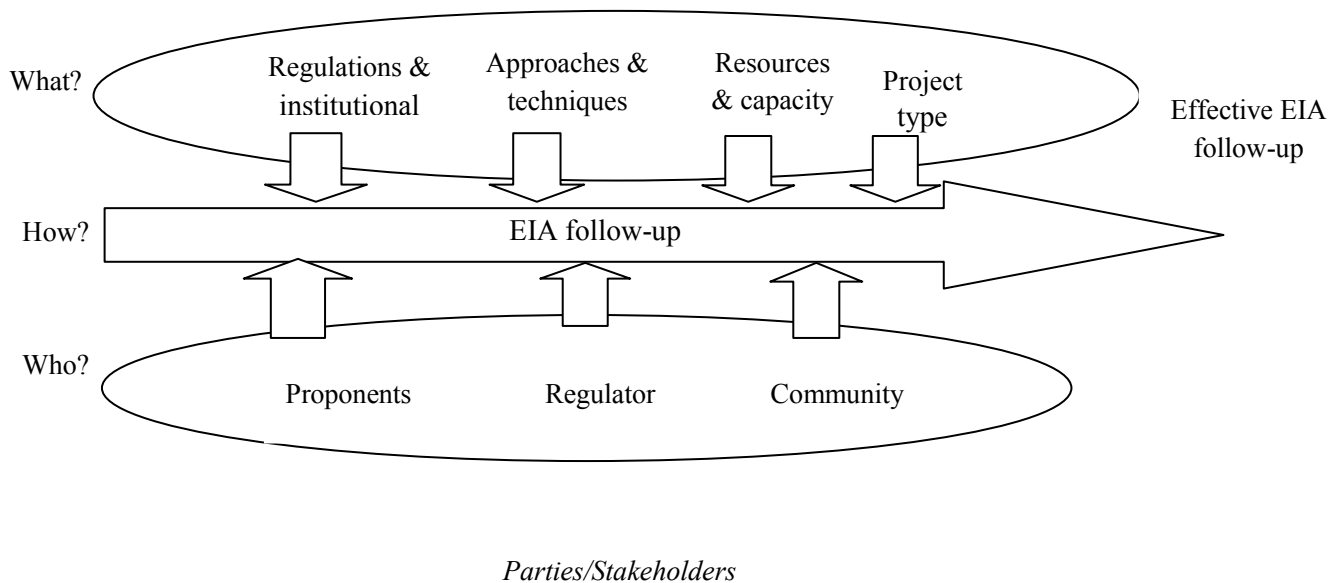 What?
Regulations &
institutional
Approaches &
techniques
Resources
& capacity
Project
type
Effective EIA
follow-up
How?
EIA follow-up
Who?
Proponents
Regulator
Community
Parties/Stakeholders